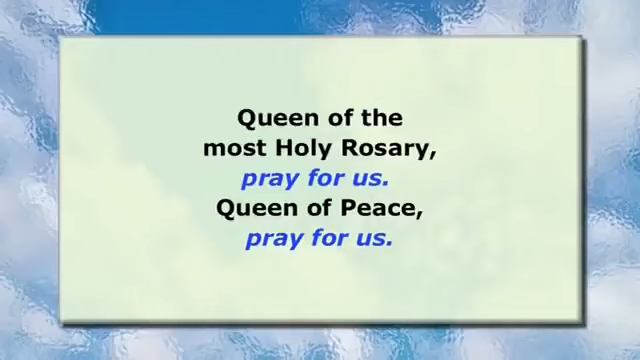 Queen of the
most Holy Rosary,
pray for us.
Queen of Peace,
pray for us.